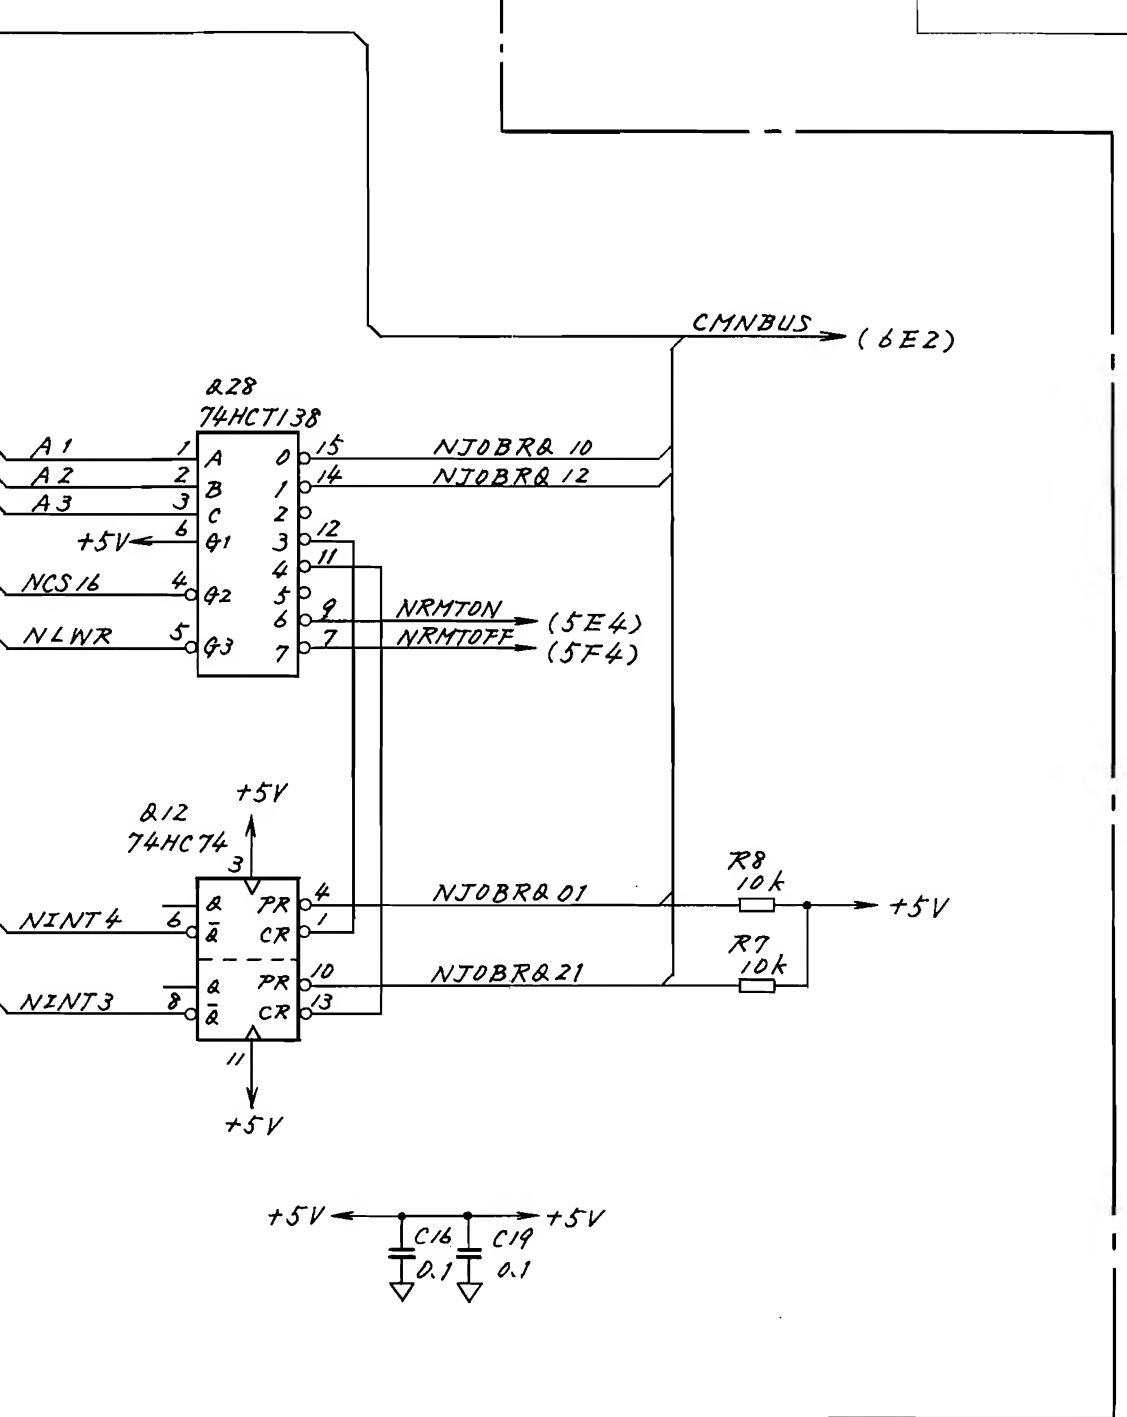 CMNBUS (6E2)
Q28
74HCT138
A1 1 A 0 15 NJOBRQ 10
A2 2 B 1 14 NJOBRQ 12
A3 3 C 2
+5V 6 G1 3 12
4 11
NCS16 4 G2 5
6 9 NRMTON (5E4)
NLWR 5 G3 7 7 NRMTOFF (5F4)
+5V
Q12
74HC74
3
Q PR 4 NJOBRQ 01 R8 10k +5V
NINT4 6 Q̅ CR 1
Q PR 10 NJOBRQ 21 R7 10k
NINT3 8 Q̅ CR 13
11
+5V
+5V +5V
C16 C19
0.1 0.1